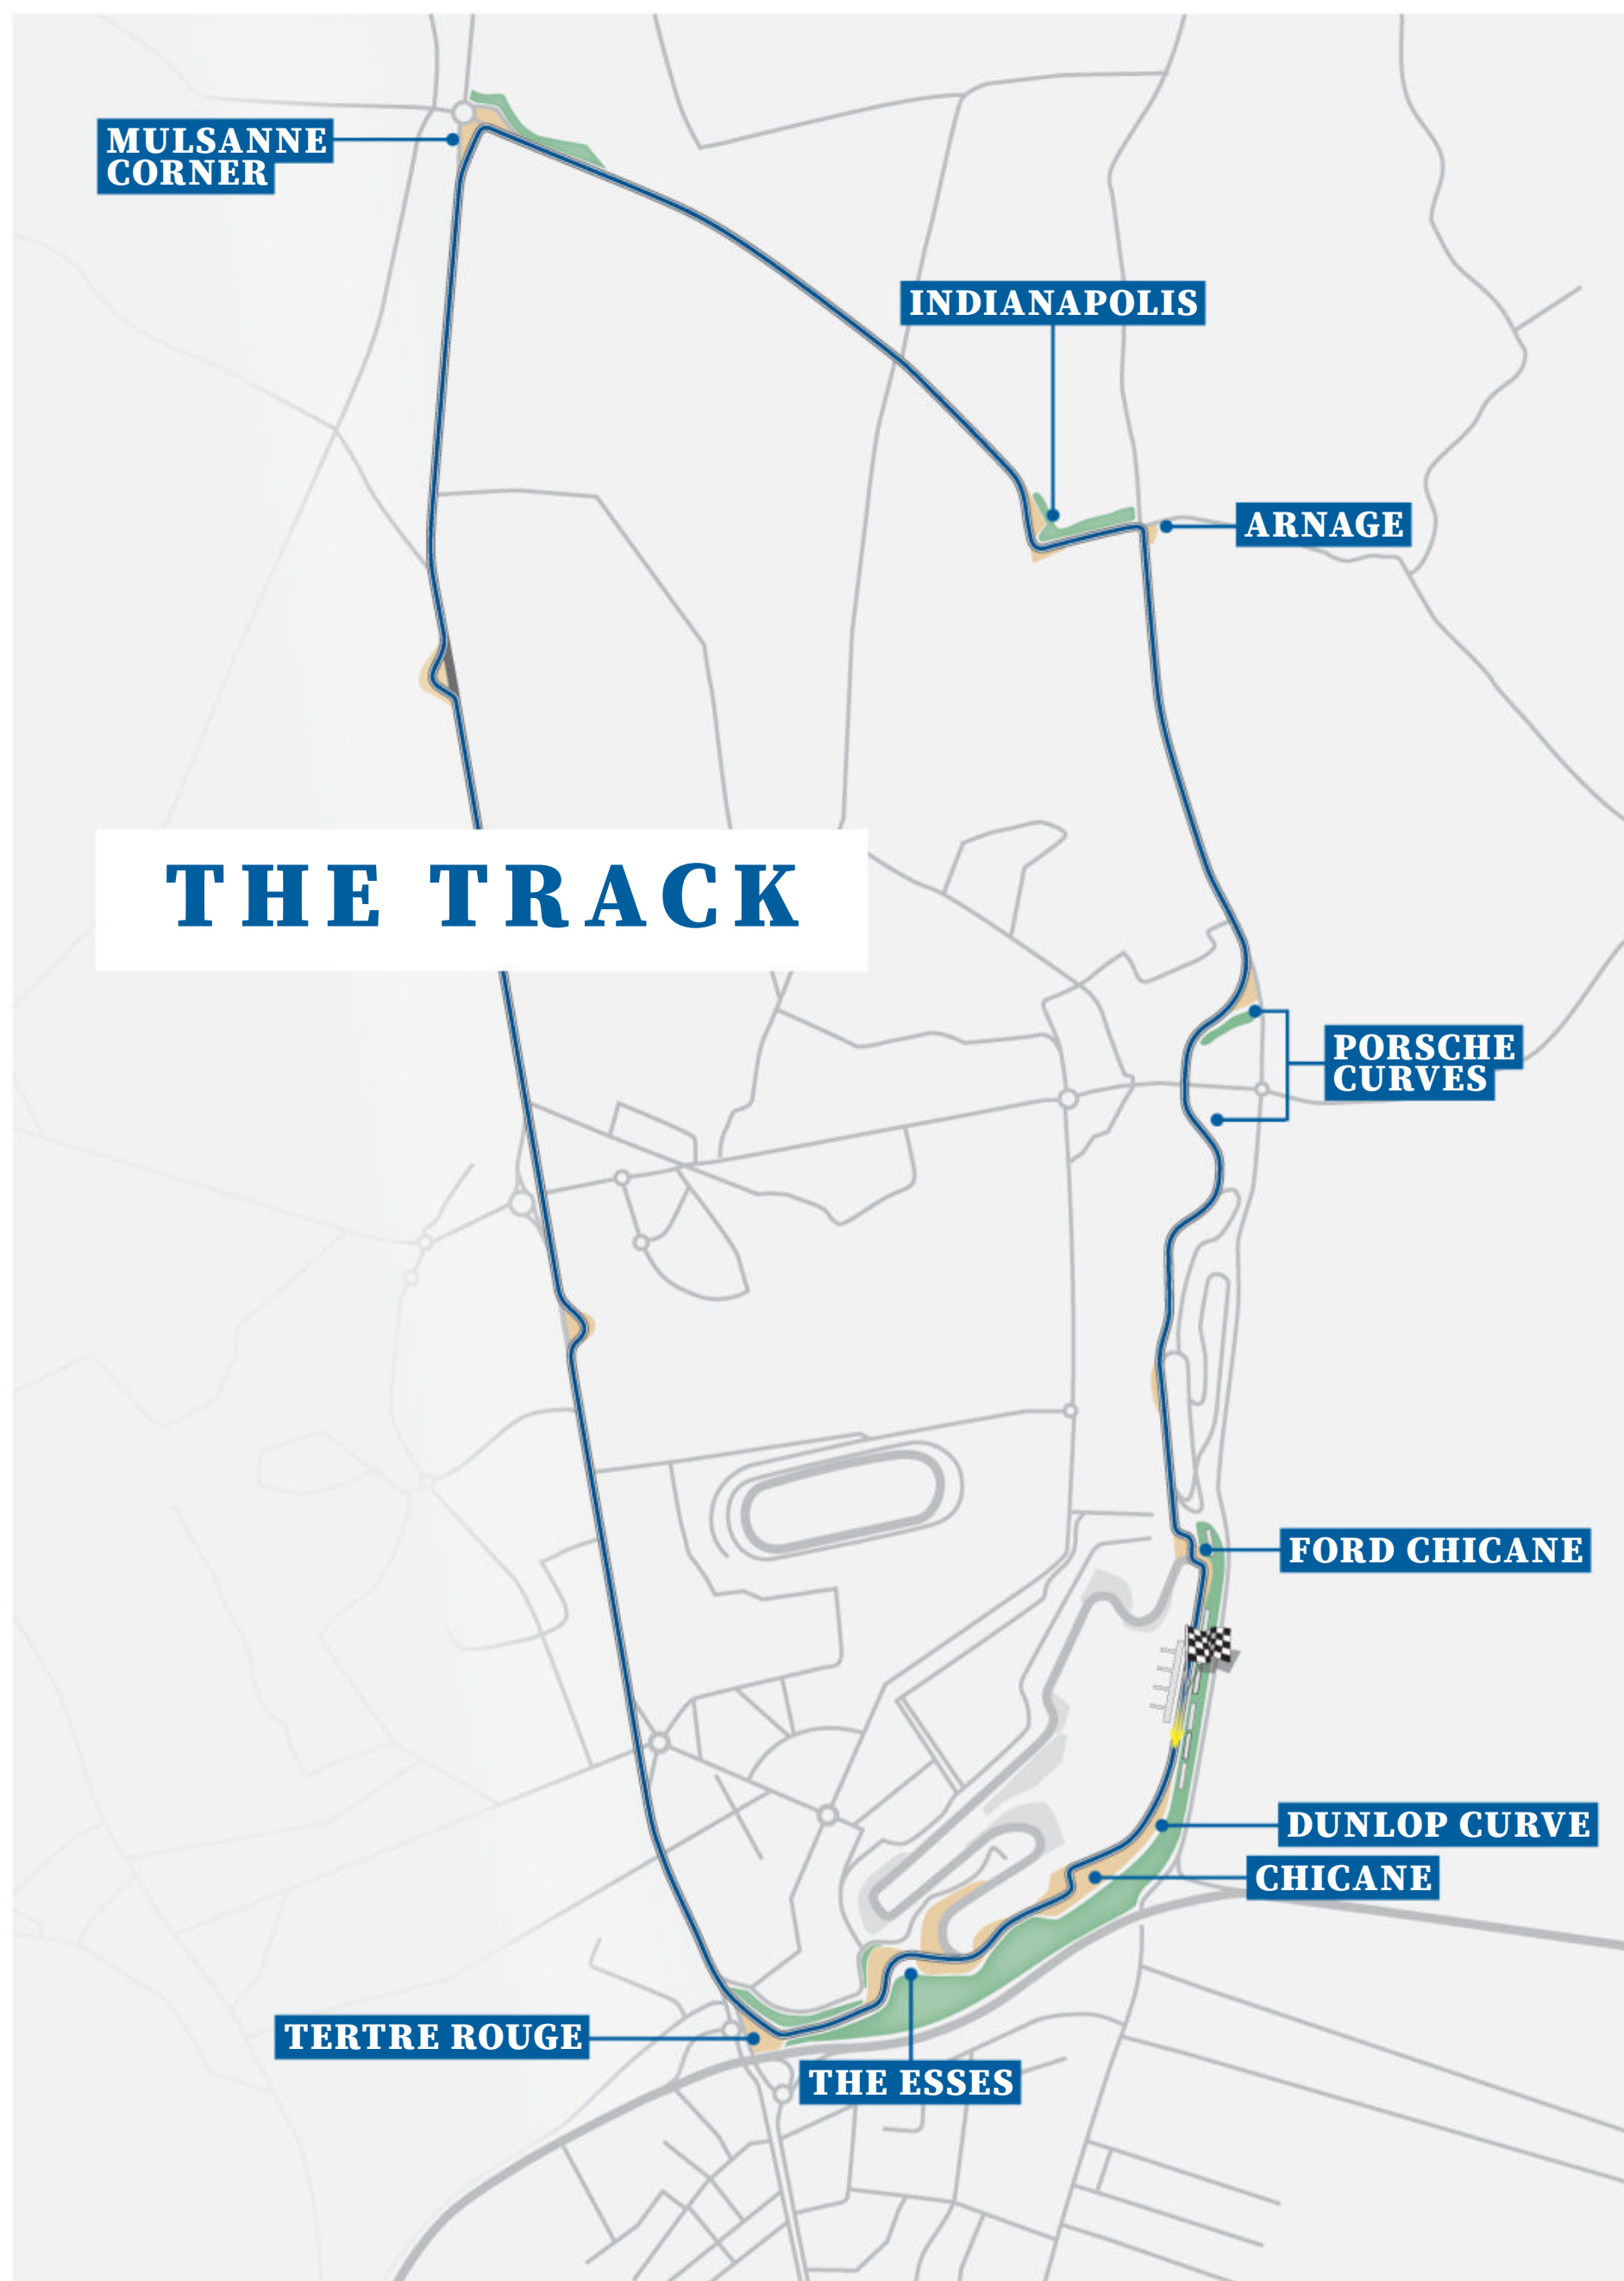 MULSANNE
CORNER
INDIANAPOLIS
ARNAGE
THE TRACK
PORSCHE
CURVES
FORD CHICANE
DUNLOP CURVE
CHICANE
TERTRE ROUGE
THE ESSES